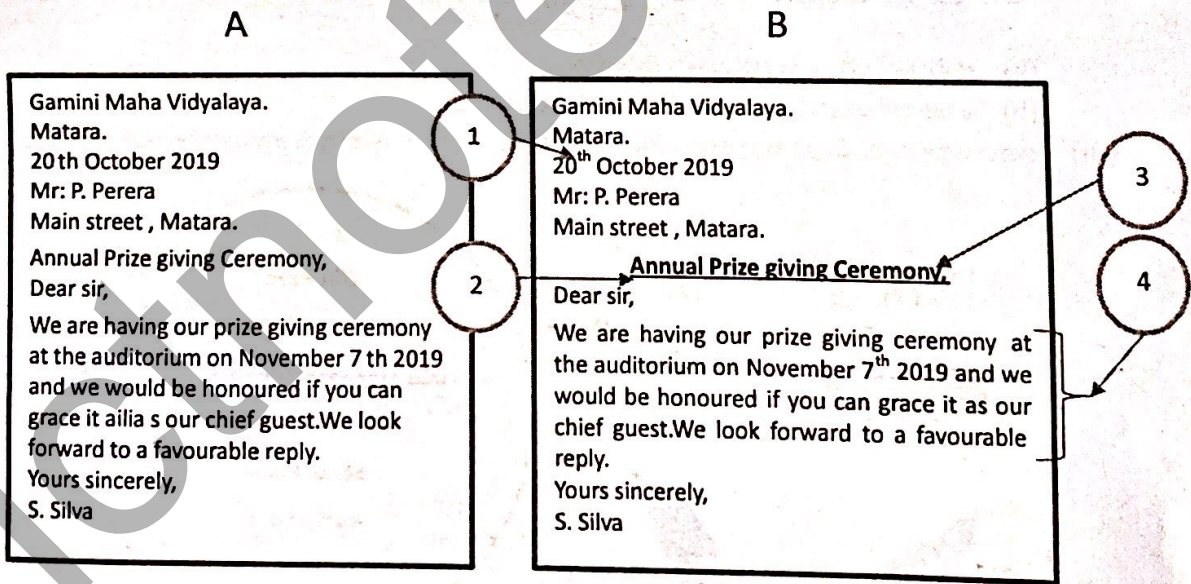 A
Gamini Maha Vidyalaya.
Matara.
20th October 2019
Mr: P. Perera
Main street , Matara.
Annual Prize giving Ceremony,
Dear sir,
We are having our prize giving ceremony
at the auditorium on November 7 th 2019
and we would be honoured if you can
grace it ailia s our chief guest.We look
forward to a favourable reply.
Yours sincerely,
S. Silva
1
2
B
Gamini Maha Vidyalaya.
Matara.
20th October 2019
Mr: P. Perera
Main street , Matara.
Annual Prize giving Ceremony,
Dear sir,
We are having our prize giving ceremony at
the auditorium on November 7th 2019 and we
would be honoured if you can grace it as our
chief guest.We look forward to a favourable
reply.
Yours sincerely,
S. Silva
3
4